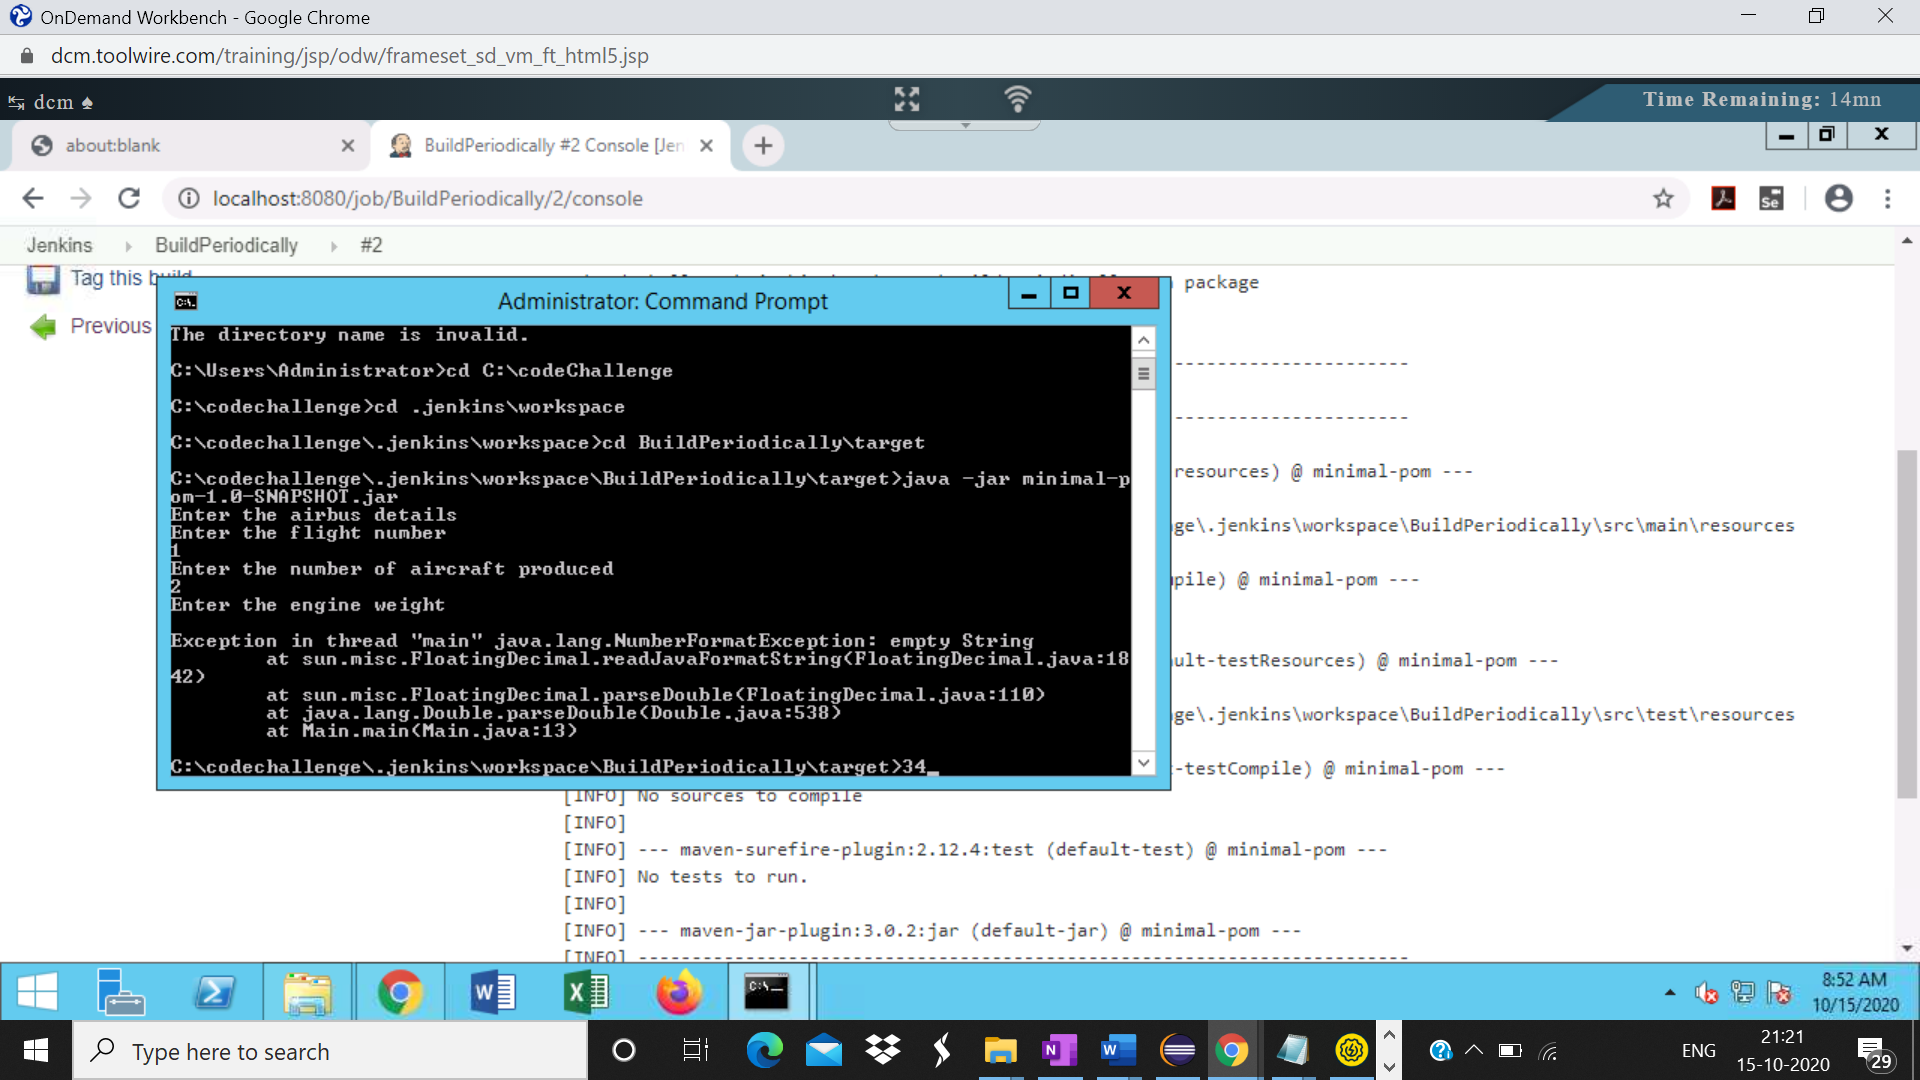 OnDemand Workbench - Google Chrome
dcm.toolwire.com/training/jsp/odw/frameset_sd_vm_ft_html5.jsp
dcm ♠
Time Remaining: 14mn
about:blank
BuildPeriodically #2 Console [Jen
localhost:8080/job/BuildPeriodically/2/console
Se
Jenkins
BuildPeriodically
#2
Tag this build
package
Previous
Administrator: Command Prompt
The directory name is invalid.
C:\Users\Administrator>cd C:\codeChallenge
C:\codechallenge>cd .jenkins\workspace
C:\codechallenge\.jenkins\workspace>cd BuildPeriodically\target
C:\codechallenge\.jenkins\workspace\BuildPeriodically\target>java -jar minimal-p
om-1.0-SNAPSHOT.jar
Enter the airbus details
Enter the flight number
1
Enter the number of aircraft produced
2
Enter the engine weight
Exception in thread "main" java.lang.NumberFormatException: empty String
at sun.misc.FloatingDecimal.readJavaFormatString(FloatingDecimal.java:18
42)
at sun.misc.FloatingDecimal.parseDouble(FloatingDecimal.java:110)
at java.lang.Double.parseDouble(Double.java:538)
at Main.main(Main.java:13)
C:\codechallenge\.jenkins\workspace\BuildPeriodically\target>34_
----------------------
----------------------
resources) @ minimal-pom ---
ge\.jenkins\workspace\BuildPeriodically\src\main\resources
pile) @ minimal-pom ---
ult-testResources) @ minimal-pom ---
ge\.jenkins\workspace\BuildPeriodically\src\test\resources
-testCompile) @ minimal-pom ---
[INFO] No sources to compile
[INFO]
[INFO] --- maven-surefire-plugin:2.12.4:test (default-test) @ minimal-pom ---
[INFO] No tests to run.
[INFO]
[INFO] --- maven-jar-plugin:3.0.2:jar (default-jar) @ minimal-pom ---
[INFO] ------------------------------------------------------------------------
8:52 AM
10/15/2020
Type here to search
ENG
21:21
15-10-2020
29